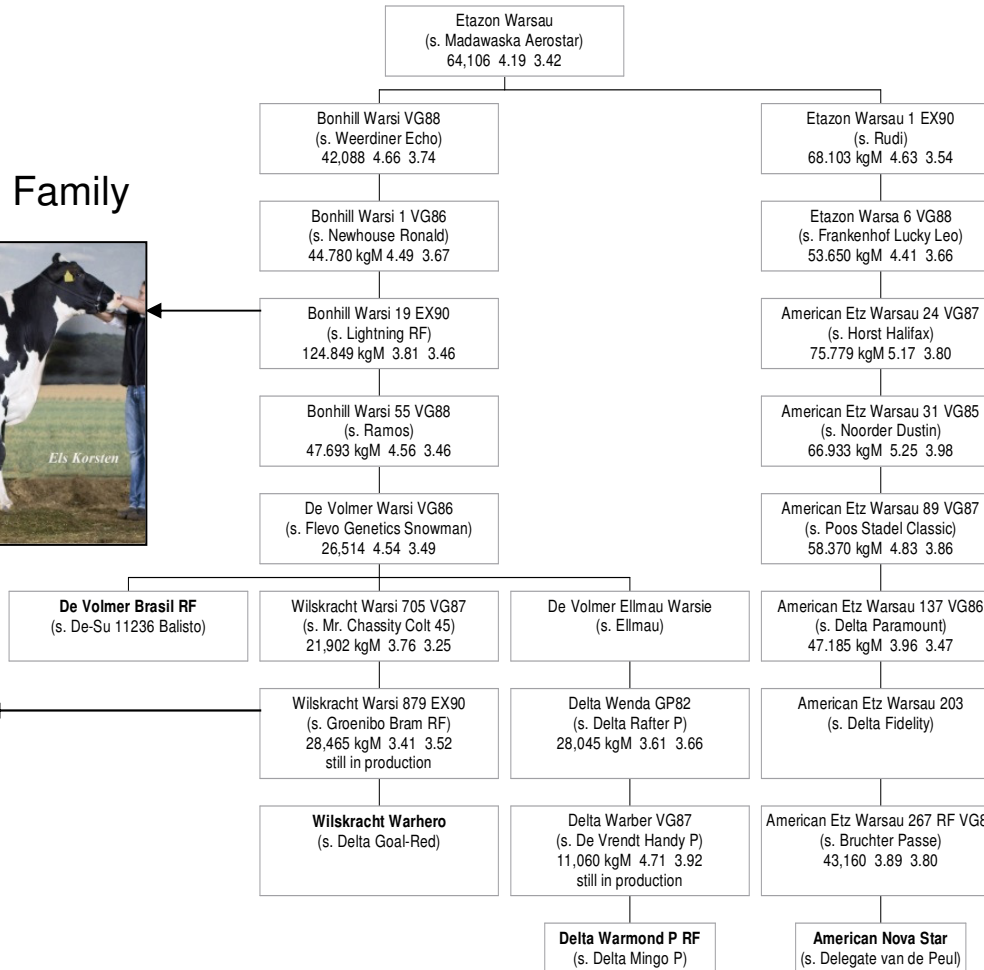 Etazon Warsau
(s. Madawaska Aerostar)
64,106 4.19 3.42
Bonhill Warsi VG88
(s. Weerdiner Echo)
42,088 4.66 3.74
Etazon Warsau 1 EX90
(s. Rudi)
68.103 kgM 4.63 3.54
Family
Bonhill Warsi 1 VG86
(s. Newhouse Ronald)
44.780 kgM 4.49 3.67
Etazon Warsa 6 VG88
(s. Frankenhof Lucky Leo)
53.650 kgM 4.41 3.66
Bonhill Warsi 19 EX90
(s. Lightning RF)
124.849 kgM 3.81 3.46
American Etz Warsau 24 VG87
(s. Horst Halifax)
75.779 kgM 5.17 3.80
Els Korsten
Bonhill Warsi 55 VG88
(s. Ramos)
47.693 kgM 4.56 3.46
American Etz Warsau 31 VG85
(s. Noorder Dustin)
66.933 kgM 5.25 3.98
De Volmer Warsi VG86
(s. Flevo Genetics Snowman)
26,514 4.54 3.49
American Etz Warsau 89 VG87
(s. Poos Stadel Classic)
58.370 kgM 4.83 3.86
De Volmer Brasil RF
(s. De-Su 11236 Balisto)
Wilskracht Warsi 705 VG87
(s. Mr. Chassity Colt 45)
21,902 kgM 3.76 3.25
De Volmer Ellmau Warsie
(s. Ellmau)
American Etz Warsau 137 VG86
(s. Delta Paramount)
47.185 kgM 3.96 3.47
Wilskracht Warsi 879 EX90
(s. Groenibo Bram RF)
28,465 kgM 3.41 3.52
still in production
Delta Wenda GP82
(s. Delta Rafter P)
28,045 kgM 3.61 3.66
American Etz Warsau 203
(s. Delta Fidelity)
Wilskracht Warhero
(s. Delta Goal-Red)
Delta Warber VG87
(s. De Vrendt Handy P)
11,060 kgM 4.71 3.92
still in production
American Etz Warsau 267 RF
(s. Bruchter Passe)
43,160 3.89 3.80
Delta Warmond P RF
(s. Delta Mingo P)
American Nova Star
(s. Delegate van de Peul)